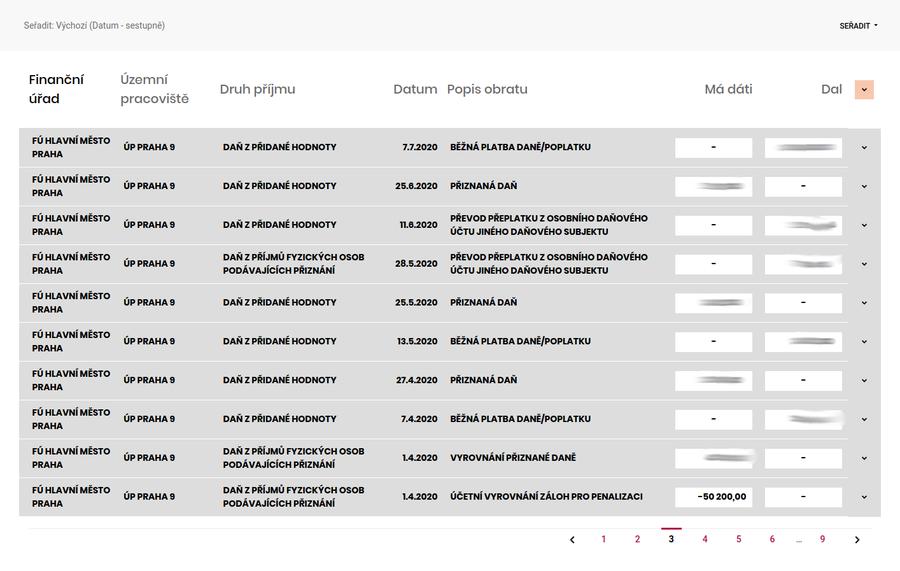 Seřadit: Výchozí (Datum - sestupně)
SEŘADIT
Finanční úřad Územní pracoviště Druh příjmu Datum Popis obratu Má dáti Dal
FÚ HLAVNÍ MĚSTO PRAHA ÚP PRAHA 9 DAŇ Z PŘIDANÉ HODNOTY 7.7.2020 BĚŽNÁ PLATBA DANĚ/POPLATKU -
FÚ HLAVNÍ MĚSTO PRAHA ÚP PRAHA 9 DAŇ Z PŘIDANÉ HODNOTY 25.6.2020 PŘIZNANÁ DAŇ -
FÚ HLAVNÍ MĚSTO PRAHA ÚP PRAHA 9 DAŇ Z PŘIDANÉ HODNOTY 11.6.2020 PŘEVOD PŘEPLATKU Z OSOBNÍHO DAŇOVÉHO ÚČTU JINÉHO DAŇOVÉHO SUBJEKTU -
FÚ HLAVNÍ MĚSTO PRAHA ÚP PRAHA 9 DAŇ Z PŘÍJMŮ FYZICKÝCH OSOB PODÁVAJÍCÍCH PŘIZNÁNÍ 28.5.2020 PŘEVOD PŘEPLATKU Z OSOBNÍHO DAŇOVÉHO ÚČTU JINÉHO DAŇOVÉHO SUBJEKTU -
FÚ HLAVNÍ MĚSTO PRAHA ÚP PRAHA 9 DAŇ Z PŘIDANÉ HODNOTY 25.5.2020 PŘIZNANÁ DAŇ -
FÚ HLAVNÍ MĚSTO PRAHA ÚP PRAHA 9 DAŇ Z PŘIDANÉ HODNOTY 13.5.2020 BĚŽNÁ PLATBA DANĚ/POPLATKU -
FÚ HLAVNÍ MĚSTO PRAHA ÚP PRAHA 9 DAŇ Z PŘIDANÉ HODNOTY 27.4.2020 PŘIZNANÁ DAŇ -
FÚ HLAVNÍ MĚSTO PRAHA ÚP PRAHA 9 DAŇ Z PŘIDANÉ HODNOTY 7.4.2020 BĚŽNÁ PLATBA DANĚ/POPLATKU -
FÚ HLAVNÍ MĚSTO PRAHA ÚP PRAHA 9 DAŇ Z PŘÍJMŮ FYZICKÝCH OSOB PODÁVAJÍCÍCH PŘIZNÁNÍ 1.4.2020 VYROVNÁNÍ PŘIZNANÉ DANĚ -
FÚ HLAVNÍ MĚSTO PRAHA ÚP PRAHA 9 DAŇ Z PŘÍJMŮ FYZICKÝCH OSOB PODÁVAJÍCÍCH PŘIZNÁNÍ 1.4.2020 ÚČETNÍ VYROVNÁNÍ ZÁLOH PRO PENALIZACI -50 200,00 -
1 2 3 4 5 6 ... 9